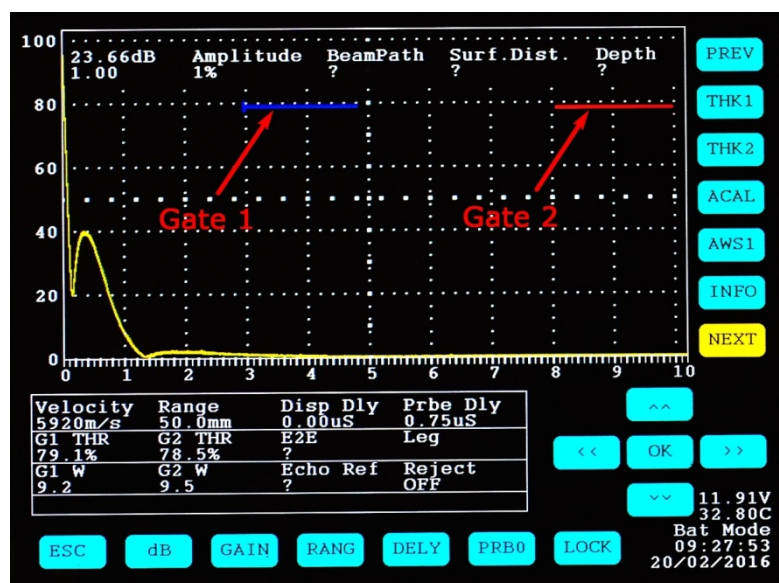 100
23.66dB Amplitude BeamPath Surf.Dist. Depth
1.00 1% ? ? ?
80
60
Gate 1 Gate 2
40
20
0
0 1 2 3 4 5 6 7 8 9 10
PREV
THK1
THK2
ACAL
AWS1
INFO
NEXT
Velocity Range Disp Dly Prbe Dly
5920m/s 50.0mm 0.00uS 0.75uS
G1 THR G2 THR E2E Leg
79.1% 78.5% ?
G1 W G2 W Echo Ref Reject
9.2 9.5 ? OFF
^^
<< OK >>
vv
11.91V
32.80C
Bat Mode
09:27:53
20/02/2016
ESC dB GAIN RANG DELY PRB0 LOCK